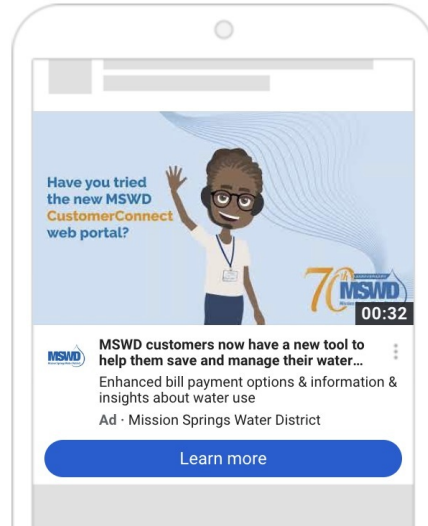 Have you tried
the new MSWD
CustomerConnect
web portal?
70th
MSWD
00:32
MSWD
MSWD customers now have a new tool to
help them save and manage their water...
Enhanced bill payment options & information &
insights about water use
Ad · Mission Springs Water District
Learn more